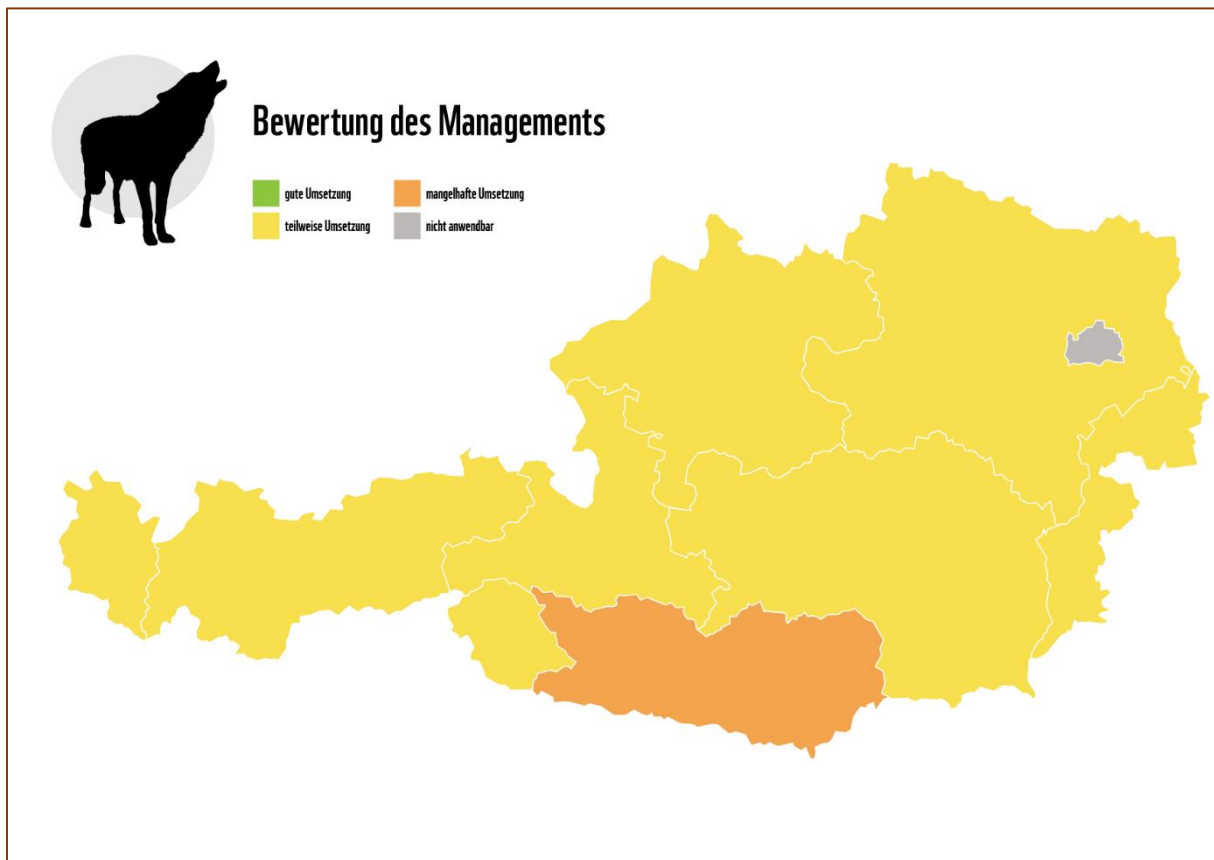 Bewertung des Managements
gute Umsetzung
mangelhafte Umsetzung
teilweise Umsetzung
nicht anwendbar